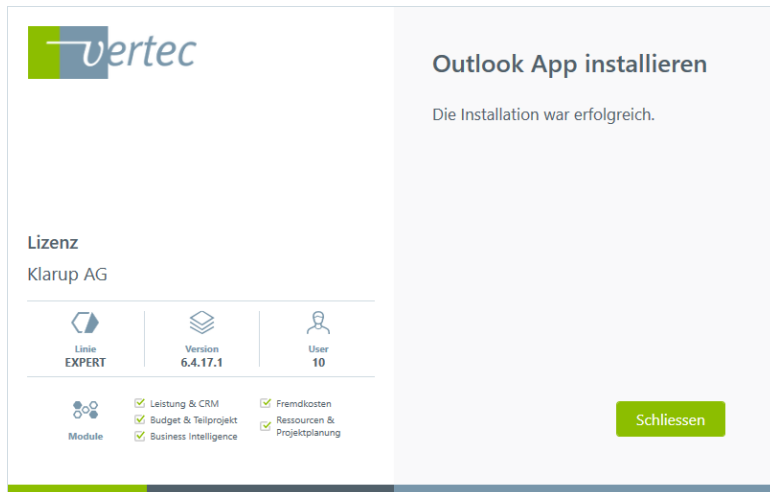 vertec
Outlook App installieren
Die Installation war erfolgreich.
Lizenz
Klarup AG
Linie
EXPERT
Version
6.4.17.1
User
10
Module
Leistung & CRM
Budget & Teilprojekt
Business Intelligence
Fremdkosten
Ressourcen &
Projektplanung
Schliessen